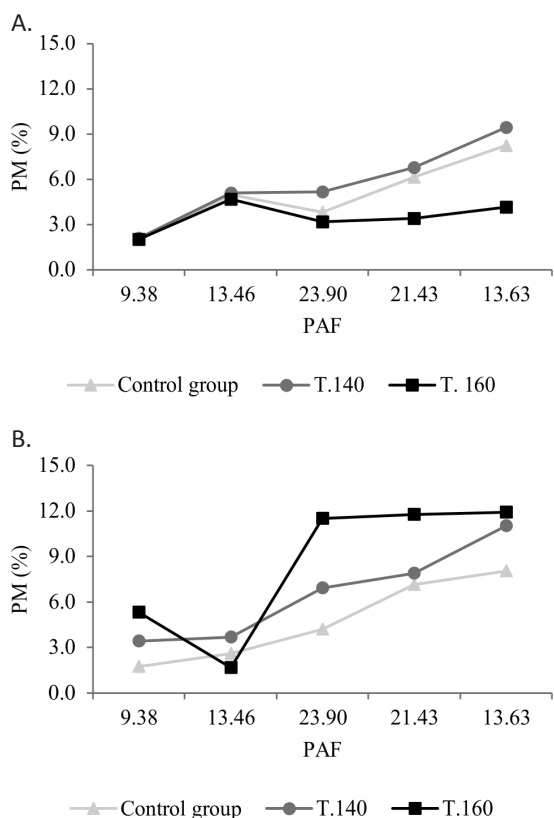 A.
15.0
12.0
9.0
6.0
3.0
0.0
PM (%)
9.38 13.46 23.90 21.43 13.63
PAF
Control group T.140 T. 160
B.
15.0
12.0
9.0
6.0
3.0
0.0
PM (%)
9.38 13.46 23.90 21.43 13.63
PAF
Control group T.140 T.160